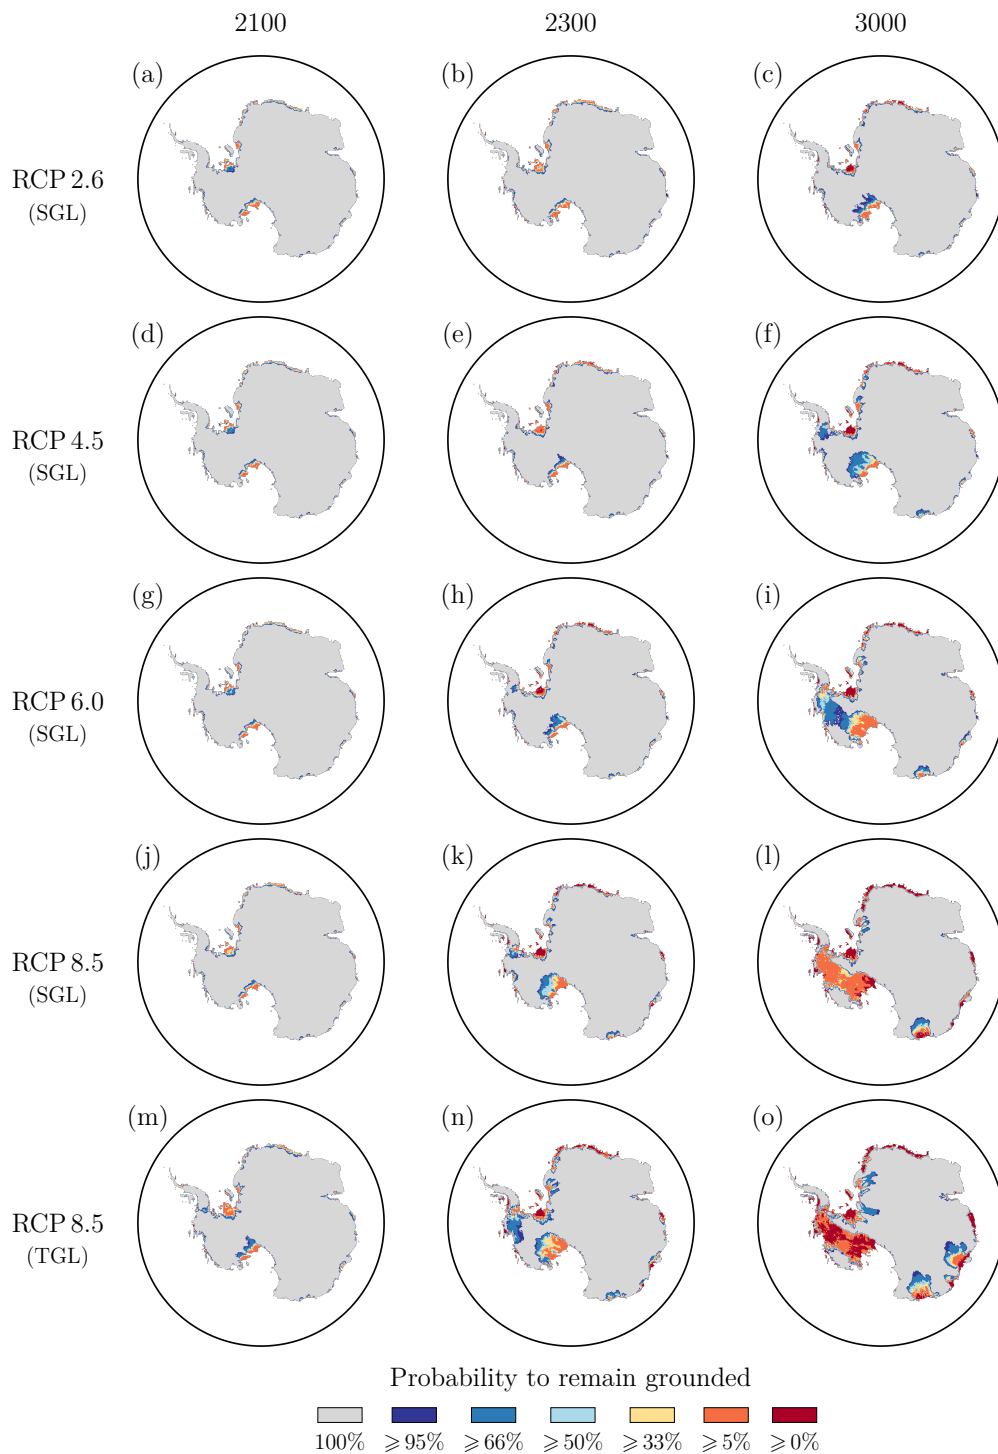 2100 2300 3000
(a) (b) (c)
RCP 2.6
(SGL)
(d) (e) (f)
RCP 4.5
(SGL)
(g) (h) (i)
RCP 6.0
(SGL)
(j) (k) (l)
RCP 8.5
(SGL)
(m) (n) (o)
RCP 8.5
(TGL)
Probability to remain grounded
100% ⩾95% ⩾66% ⩾50% ⩾33% ⩾5% ⩾0%